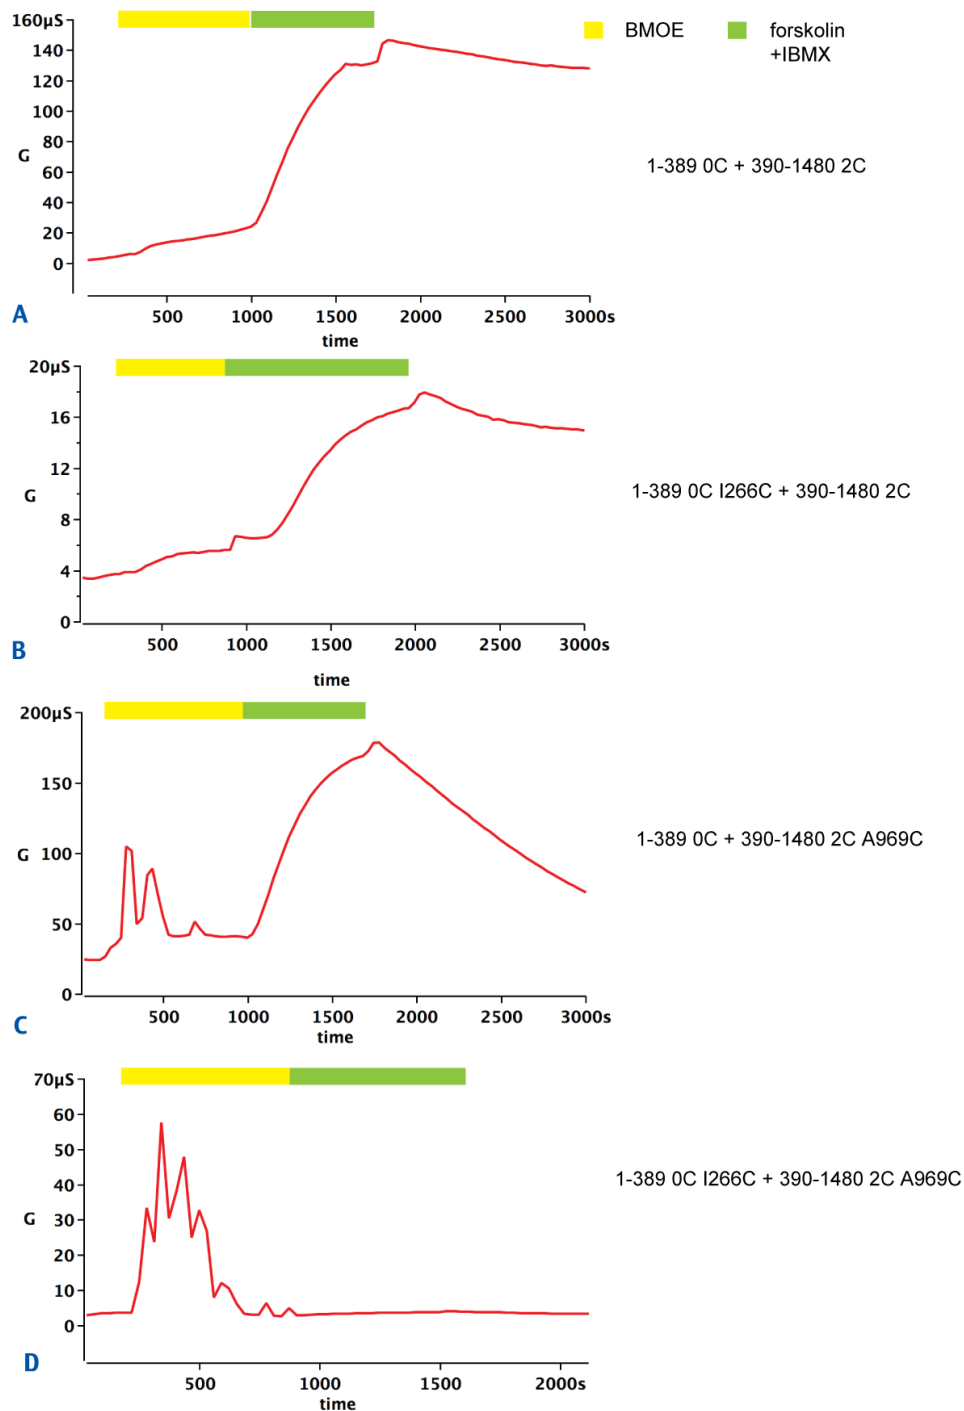 BMOE
forskolin
+IBMX
160µS
140
120
100
80
60
40
20
0
G
500 1000 1500 2000 2500 3000s
time
1-389 0C + 390-1480 2C
A
20µS
16
12
8
4
0
G
500 1000 1500 2000 2500 3000s
time
1-389 0C I266C + 390-1480 2C
B
200µS
150
100
50
0
G
500 1000 1500 2000 2500 3000s
time
1-389 0C + 390-1480 2C A969C
C
70µS
60
50
40
30
20
10
0
G
500 1000 1500 2000s
time
1-389 0C I266C + 390-1480 2C A969C
D